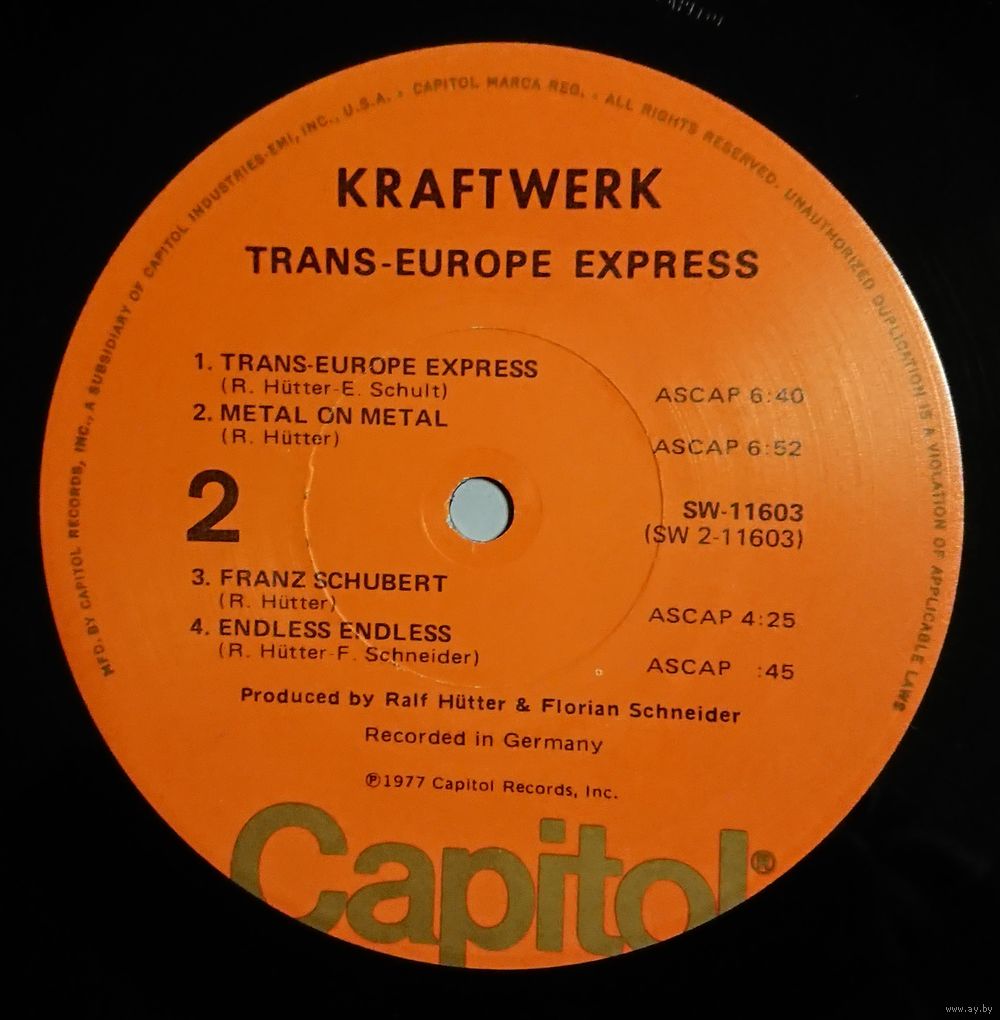 MFD. BY CAPITOL RECORDS, INC., A SUBSIDIARY OF CAPITOL INDUSTRIES-EMI, INC., U.S.A. • CAPITOL MARCA REG. • ALL RIGHTS RESERVED. UNAUTHORIZED DUPLICATION IS A VIOLATION OF APPLICABLE LAWS.
KRAFTWERK
TRANS-EUROPE EXPRESS
1. TRANS-EUROPE EXPRESS
(R. Hütter-E. Schult) ASCAP 6:40
2. METAL ON METAL
(R. Hütter) ASCAP 6:52
2
SW-11603
(SW 2-11603)
3. FRANZ SCHUBERT
(R. Hütter) ASCAP 4:25
4. ENDLESS ENDLESS
(R. Hütter-F. Schneider) ASCAP :45
Produced by Ralf Hütter & Florian Schneider
Recorded in Germany
℗1977 Capitol Records, Inc.
Capitol®
www.ay.by